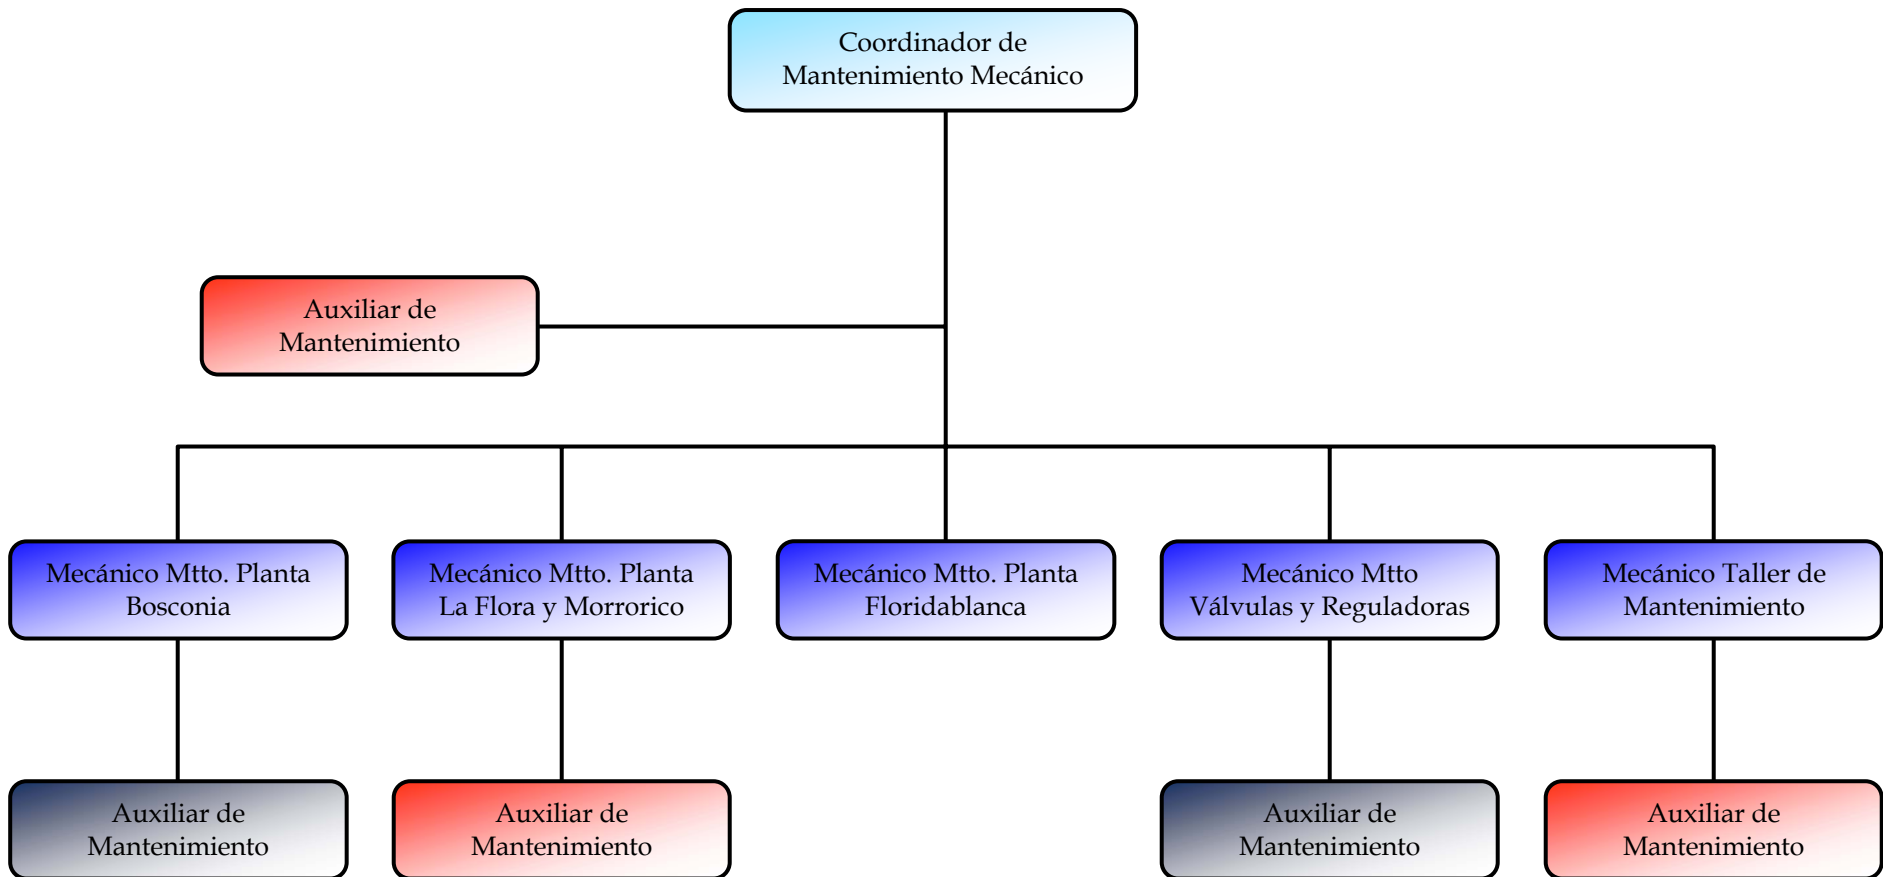 Coordinador de
Mantenimiento Mecánico
Auxiliar de
Mantenimiento
Mecánico Mtto. Planta
Bosconia
Mecánico Mtto. Planta
La Flora y Morrorico
Mecánico Mtto. Planta
Floridablanca
Mecánico Mtto
Válvulas y Reguladoras
Mecánico Taller de
Mantenimiento
Auxiliar de
Mantenimiento
Auxiliar de
Mantenimiento
Auxiliar de
Mantenimiento
Auxiliar de
Mantenimiento